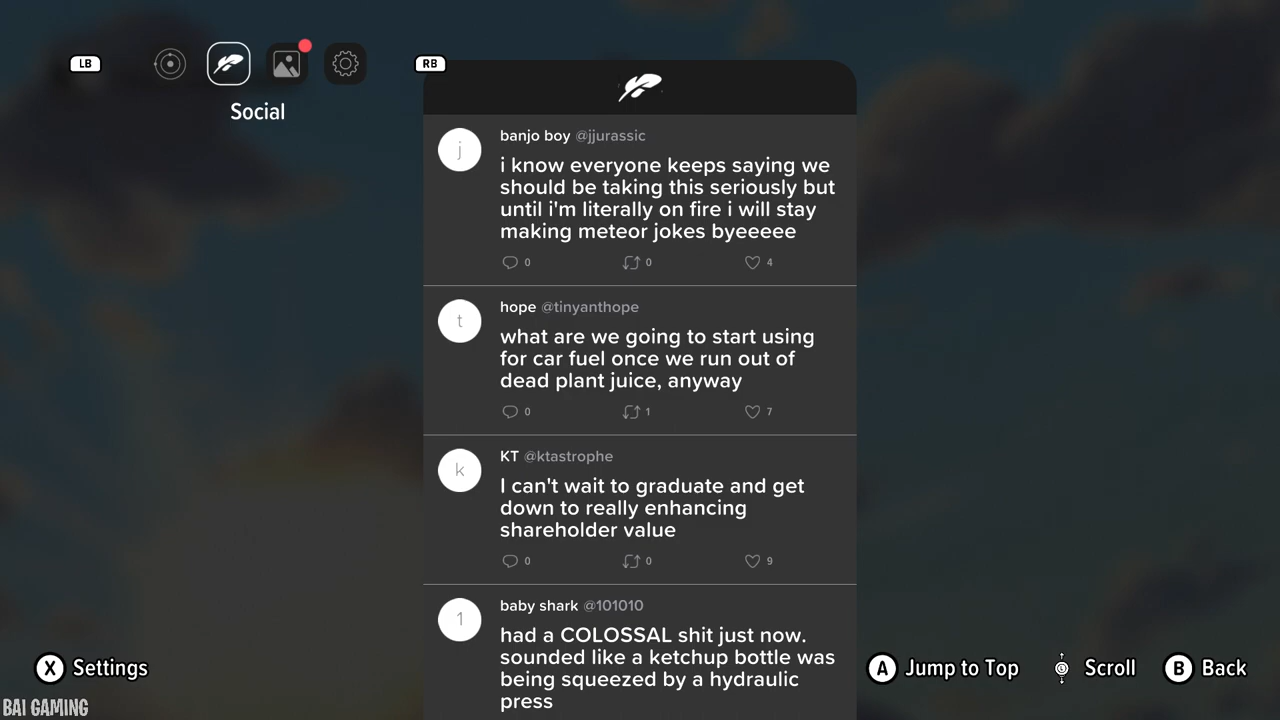 LB
RB
Social
banjo boy @jjurassic
j
i know everyone keeps saying we
should be taking this seriously but
until i'm literally on fire i will stay
making meteor jokes byeeeee
0 0 4
hope @tinyanthope
t
what are we going to start using
for car fuel once we run out of
dead plant juice, anyway
0 1 7
KT @ktastrophe
k
I can't wait to graduate and get
down to really enhancing
shareholder value
0 0 9
baby shark @101010
1
had a COLOSSAL shit just now.
sounded like a ketchup bottle was
being squeezed by a hydraulic
press
X Settings
A Jump to Top
Scroll
B Back
BAI GAMING